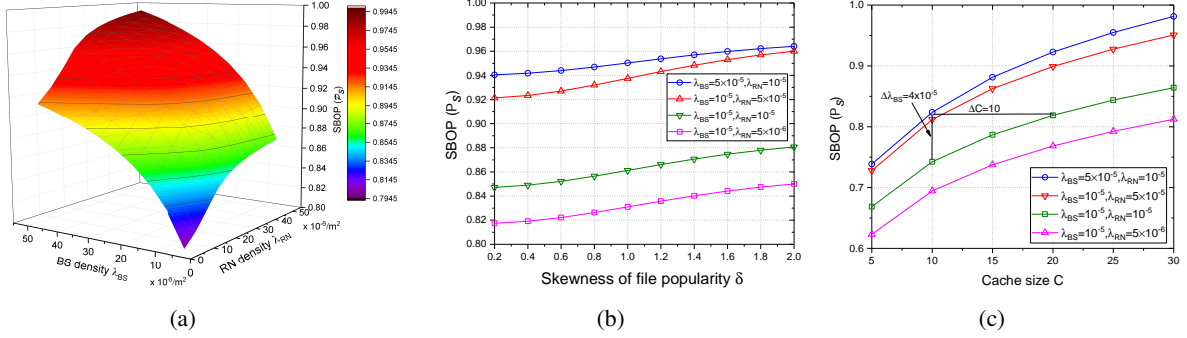 1.00
0.98
0.96
0.94
0.92
0.90
0.88
0.86
0.84
0.82
0.80
SBOP (Ps)
0.9945
0.9745
0.9545
0.9345
0.9145
0.8945
0.8745
0.8545
0.8345
0.8145
0.7945
50
40
30
20
10
0
50
40
30
20
10
0
BS density λBS
x 10⁻⁶/m²
RN density λRN
x 10⁻⁶/m²
(a)
SBOP (Ps)
1.00
0.98
0.96
0.94
0.92
0.90
0.88
0.86
0.84
0.82
0.80
λBS=5×10⁻⁵,λRN=10⁻⁵
λBS=10⁻⁵,λRN=5×10⁻⁵
λBS=10⁻⁵,λRN=10⁻⁵
λBS=10⁻⁵,λRN=5×10⁻⁶
0.2 0.4 0.6 0.8 1.0 1.2 1.4 1.6 1.8 2.0
Skewness of file popularity δ
(b)
SBOP (Ps)
1.0
0.9
0.8
0.7
0.6
ΔλBS=4x10⁻⁵
ΔC=10
λBS=5×10⁻⁵,λRN=10⁻⁵
λBS=10⁻⁵,λRN=5×10⁻⁵
λBS=10⁻⁵,λRN=10⁻⁵
λBS=10⁻⁵,λRN=5×10⁻⁶
5 10 15 20 25 30
Cache size C
(c)